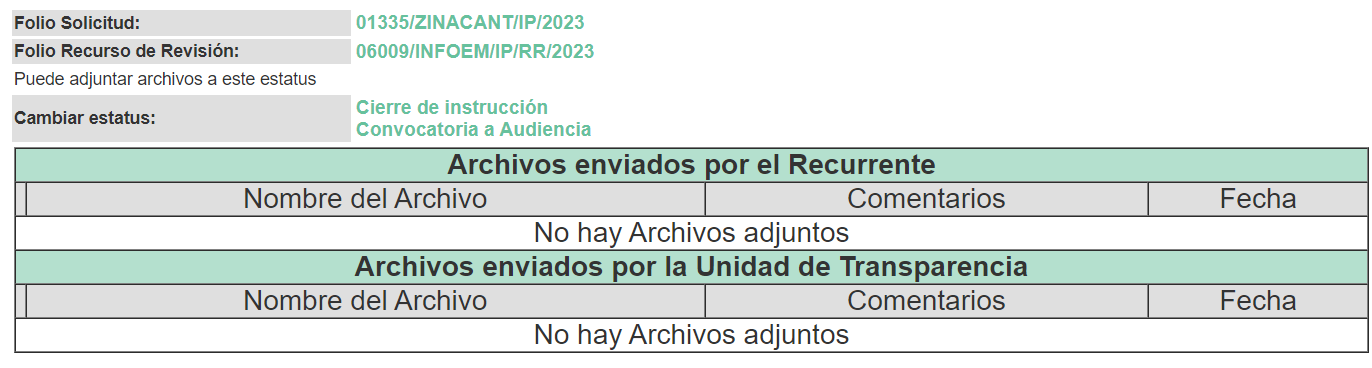 Folio Solicitud: 01335/ZINACANT/IP/2023
Folio Recurso de Revisión: 06009/INFOEM/IP/RR/2023
Puede adjuntar archivos a este estatus
Cambiar estatus: Cierre de instrucción
Convocatoria a Audiencia
Archivos enviados por el Recurrente
Nombre del Archivo Comentarios Fecha
No hay Archivos adjuntos
Archivos enviados por la Unidad de Transparencia
Nombre del Archivo Comentarios Fecha
No hay Archivos adjuntos